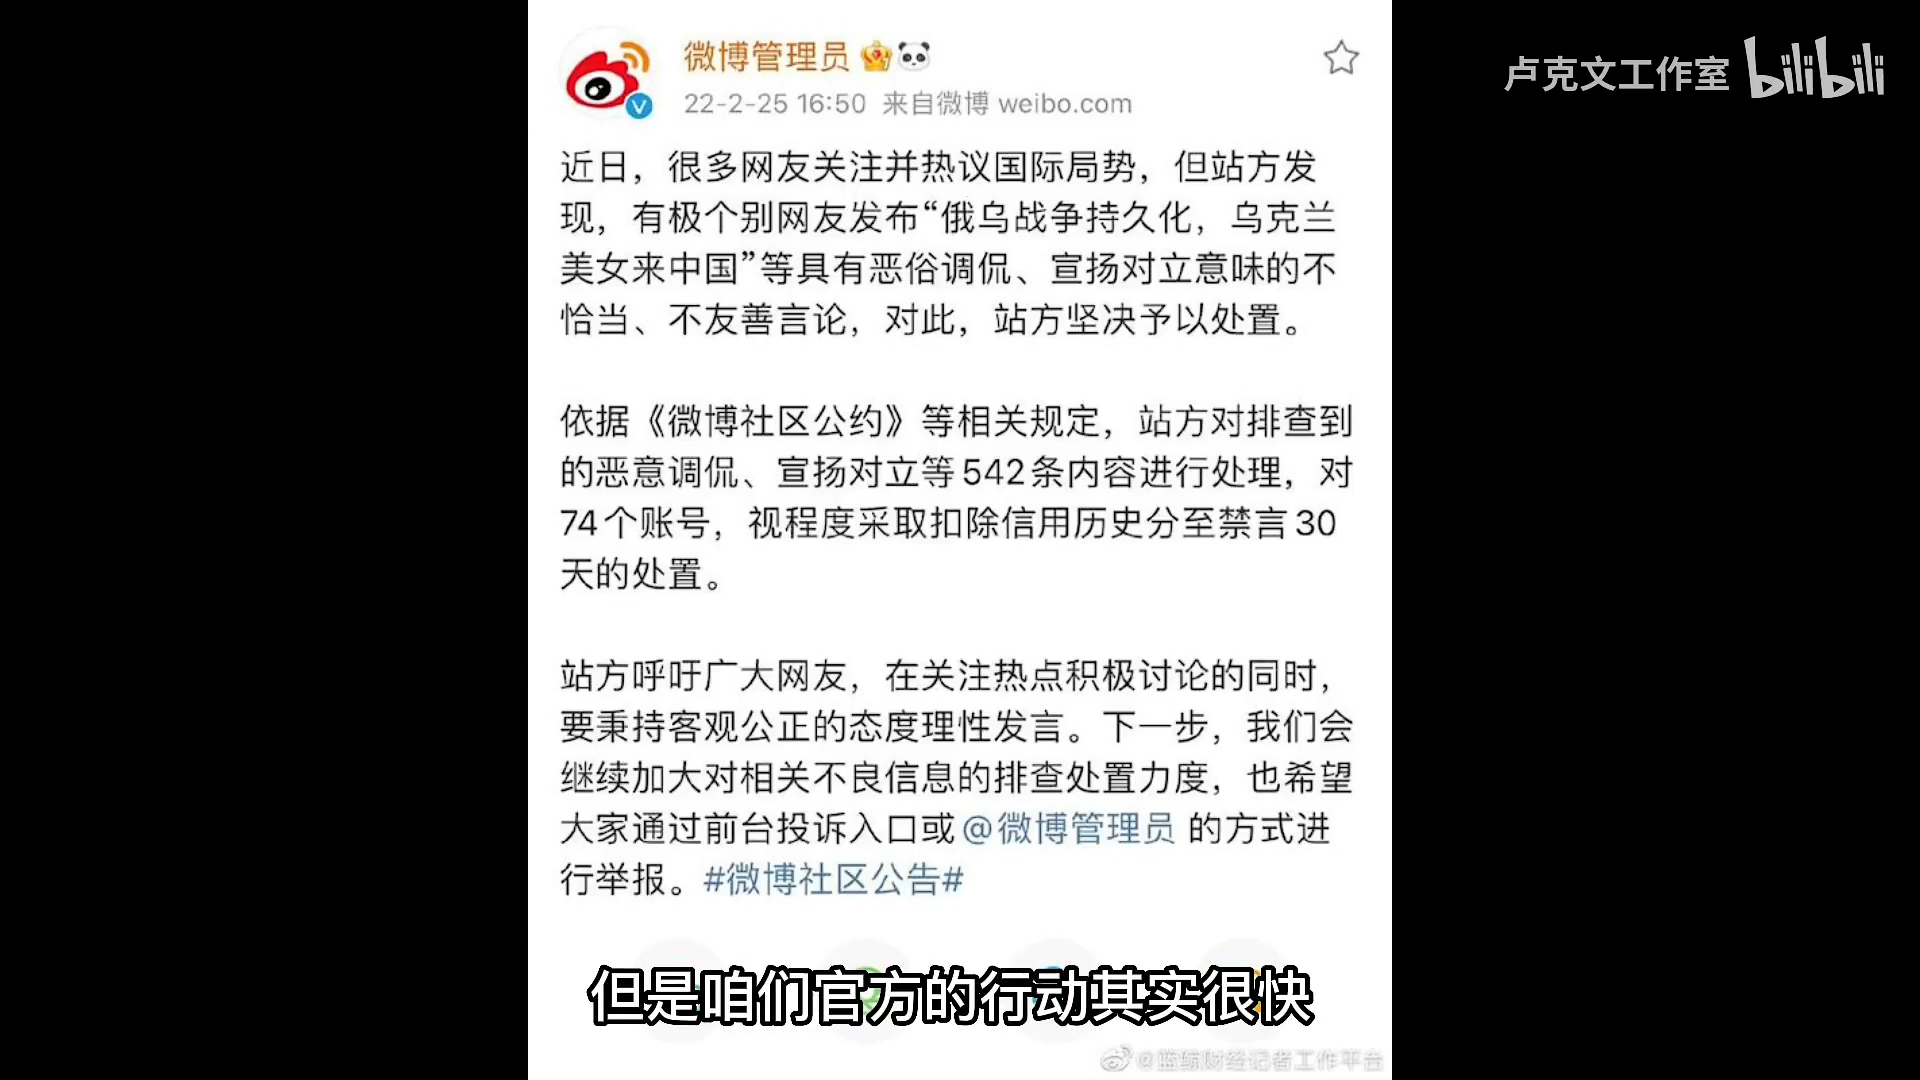 微博管理员
22-2-25 16:50 来自微博 weibo.com
卢克文工作室 bilibili
近日，很多网友关注并热议国际局势，但站方发
现，有极个别网友发布“俄乌战争持久化，乌克兰
美女来中国”等具有恶俗调侃、宣扬对立意味的不
恰当、不友善言论，对此，站方坚决予以处置。
依据《微博社区公约》等相关规定，站方对排查到
的恶意调侃、宣扬对立等542条内容进行处理，对
74个账号，视程度采取扣除信用历史分至禁言30
天的处置。
站方呼吁广大网友，在关注热点积极讨论的同时，
要秉持客观公正的态度理性发言。下一步，我们会
继续加大对相关不良信息的排查处置力度，也希望
大家通过前台投诉入口或@微博管理员 的方式进
行举报。#微博社区公告#
但是咱们官方的行动其实很快
@蓝鲸财经记者工作平台